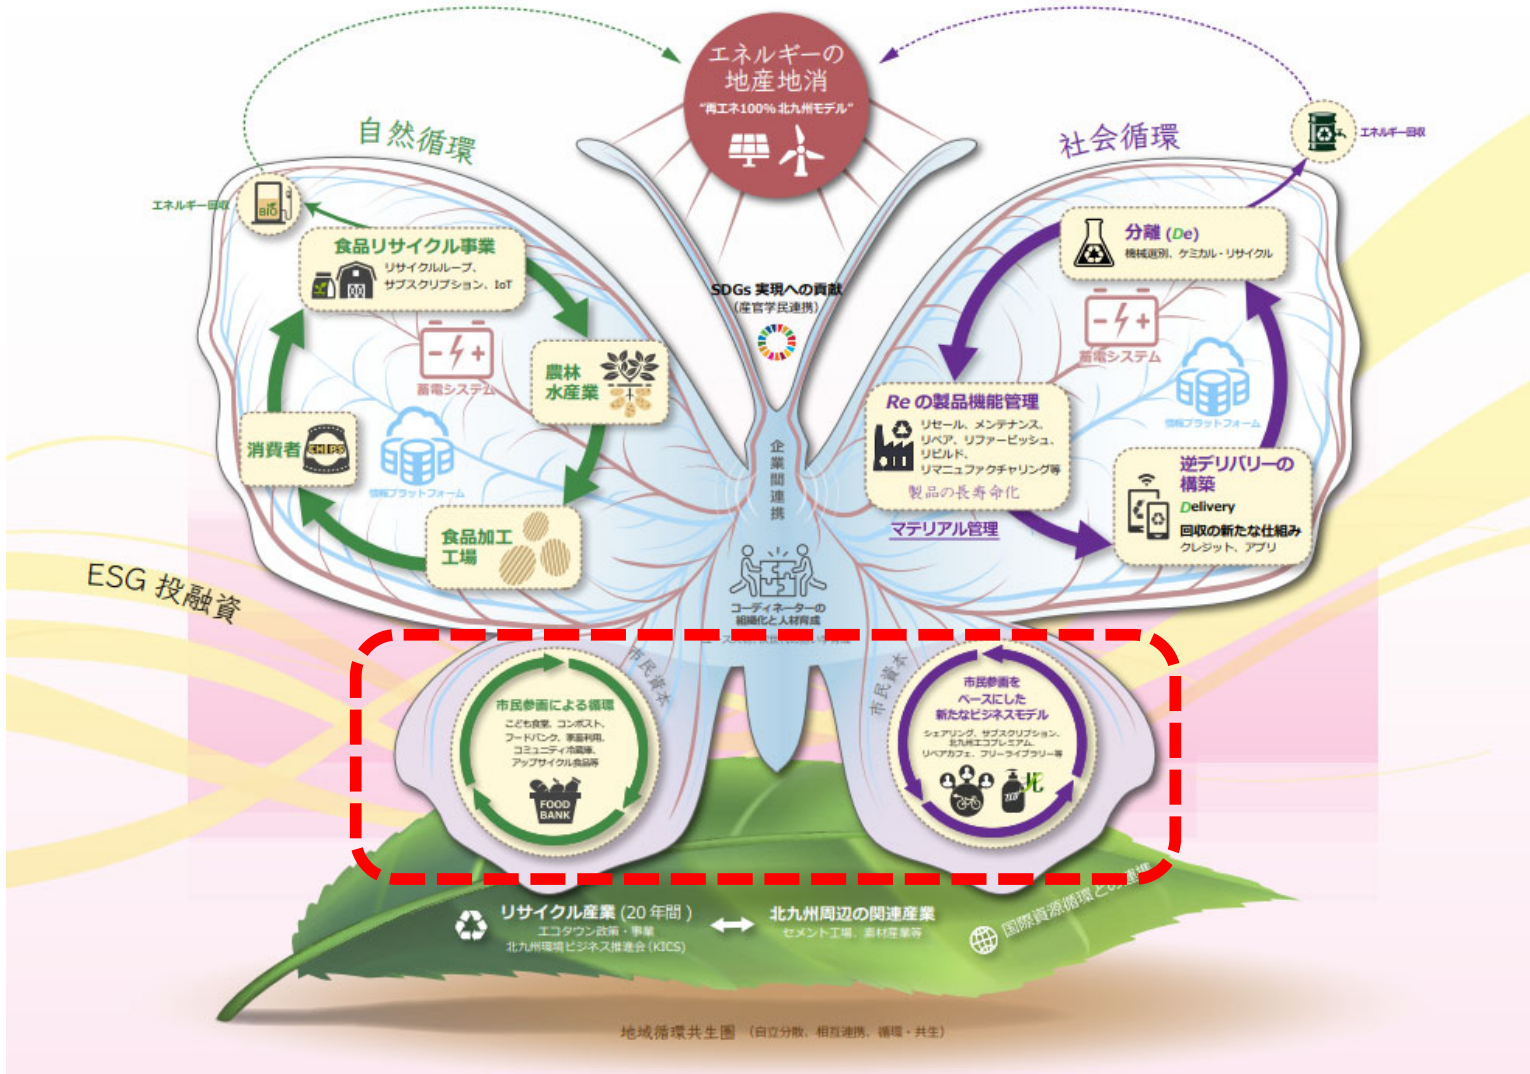 エネルギーの
地産地消
"再エネ100% 北九州モデル"
自然循環
社会循環
エネルギー回収
エネルギー回収
BIO
食品リサイクル事業
リサイクルループ、
サブスクリプション、IoT
農林
水産業
蓄電システム
消費者
CHIPS
情報プラットフォーム
食品加工
工場
SDGs 実現への貢献
(産官学民連携)
分離 (De)
機械選別、ケミカル・リサイクル
蓄電システム
Re の製品機能管理
リセール、メンテナンス、
リペア、リファービッシュ、
リビルド、
リマニュファクチャリング等
製品の長寿命化
マテリアル管理
情報プラットフォーム
逆デリバリーの
構築
Delivery
回収の新たな仕組み
クレジット、アプリ
企業間連携
コーディネーターの
組織化と人材育成
ESG 投融資
市民資本
市民参画による循環
こども食堂、コンポスト、
フードバンク、家畜利用、
コミュニティ冷蔵庫、
アップサイクル食品等
FOOD
BANK
市民資本
市民参画を
ベースにした
新たなビジネスモデル
シェアリング、サブスクリプション、
北九州エコプレミアム、
リペアカフェ、フリーライブラリー等
リサイクル産業 (20 年間 )
エコタウン政策・事業
北九州環境ビジネス推進会(KICS)
北九州周辺の関連産業
セメント工場、素材産業等
国際資源循環との連携
地域循環共生圏 (自立分散、相互連携、循環・共生)